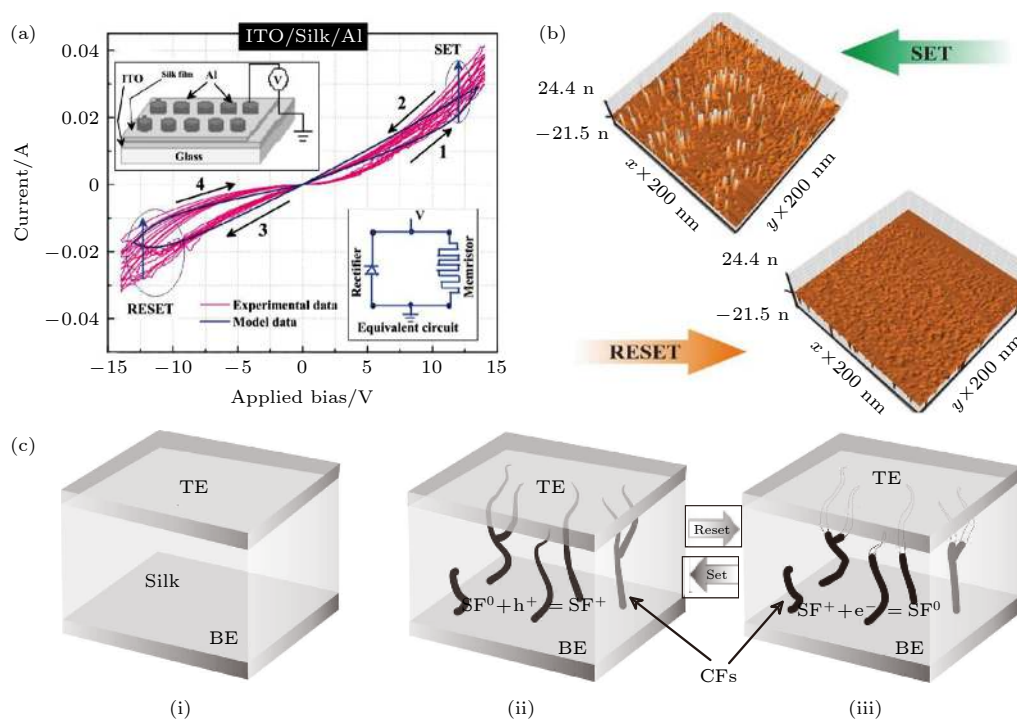 (a)
ITO/Silk/Al
0.04
0.02
0
−0.02
−0.04
Current/A
−15
−10
−5
0
5
10
15
Applied bias/V
ITO
Silk film
Al
V
Glass
SET
2
1
4
3
RESET
Experimental data
Model data
V
Rectifier
Memristor
Equivalent circuit
(b)
SET
24.4 n
−21.5 n
x×200 nm
y×200 nm
RESET
24.4 n
−21.5 n
x×200 nm
y×200 nm
(c)
TE
Silk
BE
(i)
TE
SF⁰+h⁺=SF⁺
BE
(ii)
Reset
Set
CFs
TE
SF⁺+e⁻=SF⁰
BE
(iii)